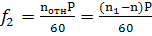 f₂ = nотнP/60 = (n₁−n)P/60